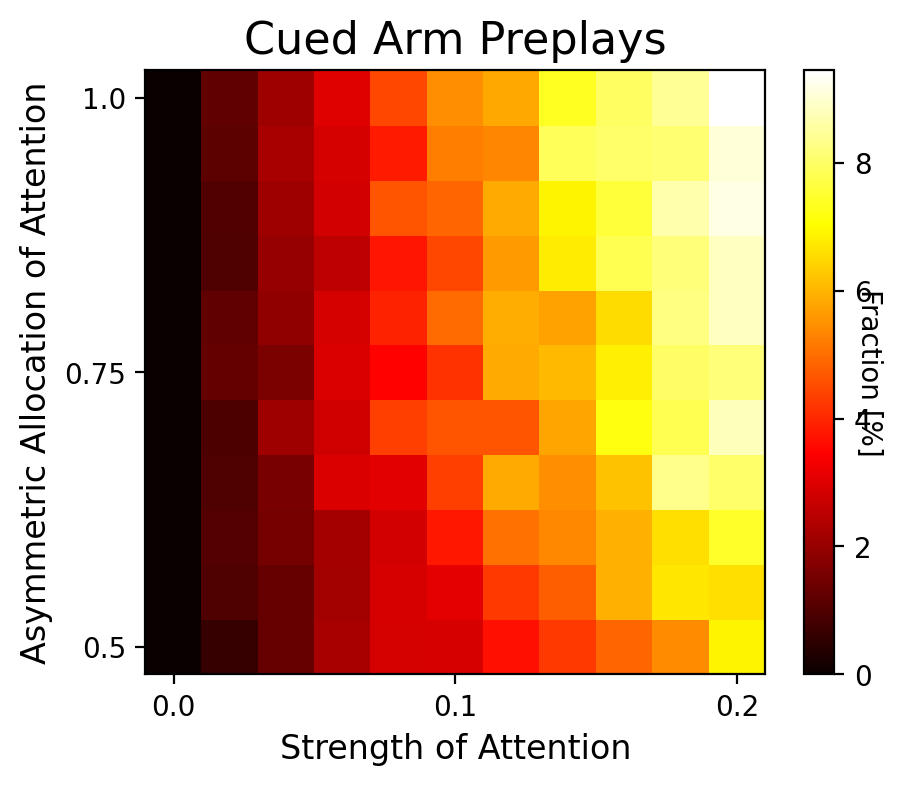 Cued Arm Preplays
Asymmetric Allocation of Attention
1.0
0.75
0.5
0.0
0.1
0.2
Strength of Attention
8
6
4
2
0
Fraction [%]